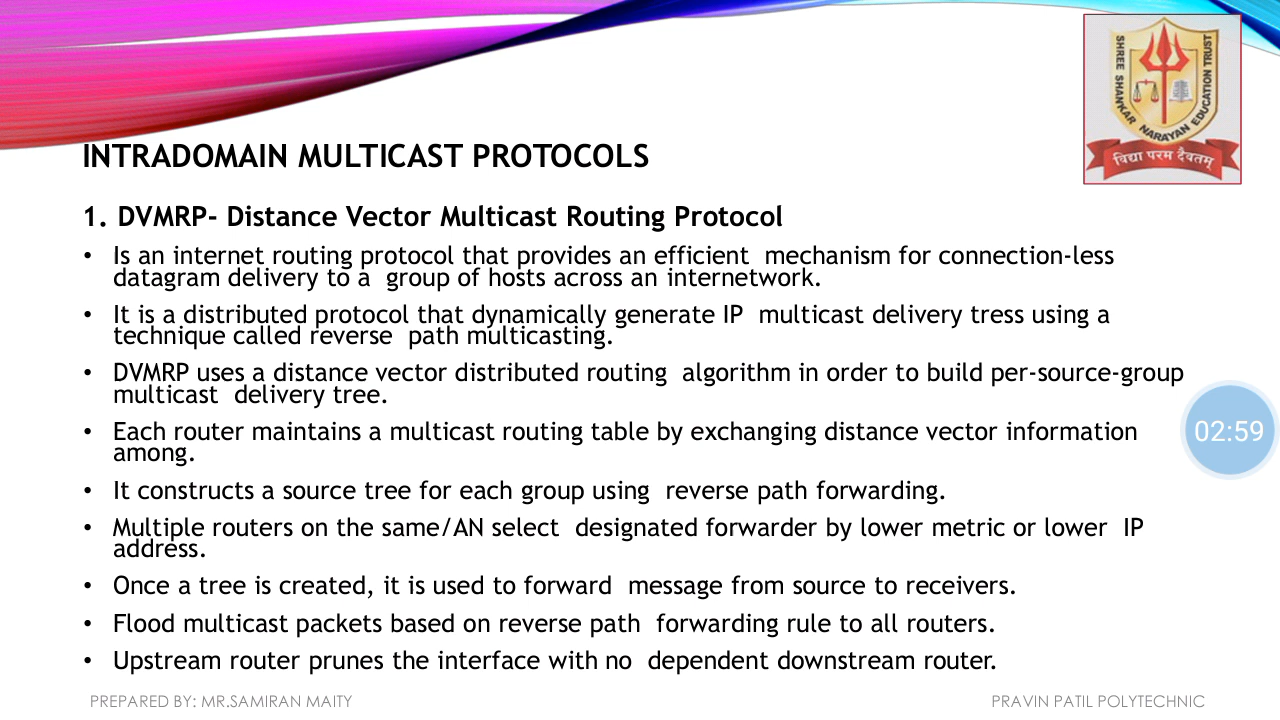 SHREE SHANKAR NARAYAN EDUCATION TRUST
विद्या परम दैवतम्
INTRADOMAIN MULTICAST PROTOCOLS
1. DVMRP- Distance Vector Multicast Routing Protocol
• Is an internet routing protocol that provides an efficient mechanism for connection-less
datagram delivery to a group of hosts across an internetwork.
• It is a distributed protocol that dynamically generate IP multicast delivery tress using a
technique called reverse path multicasting.
• DVMRP uses a distance vector distributed routing algorithm in order to build per-source-group
multicast delivery tree.
• Each router maintains a multicast routing table by exchanging distance vector information
among.
02:59
• It constructs a source tree for each group using reverse path forwarding.
• Multiple routers on the same/AN select designated forwarder by lower metric or lower IP
address.
• Once a tree is created, it is used to forward message from source to receivers.
• Flood multicast packets based on reverse path forwarding rule to all routers.
• Upstream router prunes the interface with no dependent downstream router.
PREPARED BY: MR.SAMIRAN MAITY
PRAVIN PATIL POLYTECHNIC